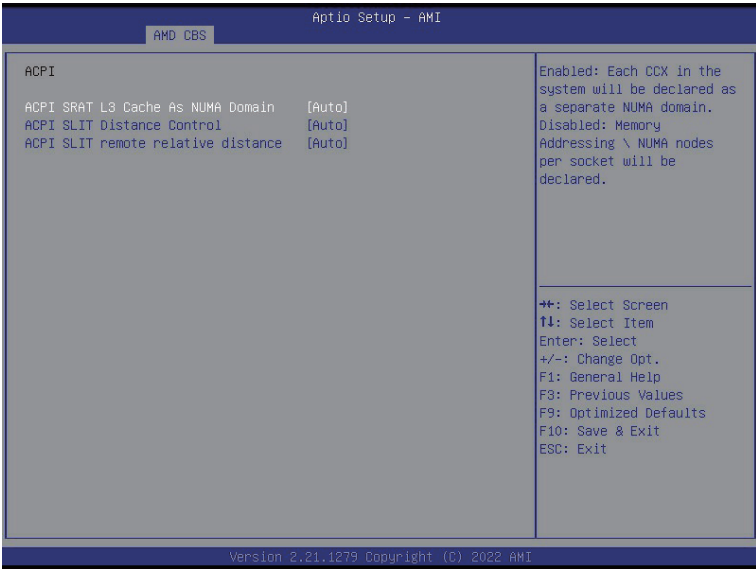 Aptio Setup – AMI
AMD CBS
ACPI
ACPI SRAT L3 Cache As NUMA Domain [Auto]
ACPI SLIT Distance Control [Auto]
ACPI SLIT remote relative distance [Auto]
Enabled: Each CCX in the
system will be declared as
a separate NUMA domain.
Disabled: Memory
Addressing \ NUMA nodes
per socket will be
declared.
→←: Select Screen
↑↓: Select Item
Enter: Select
+/-: Change Opt.
F1: General Help
F3: Previous Values
F9: Optimized Defaults
F10: Save & Exit
ESC: Exit
Version 2.21.1279 Copyright (C) 2022 AMI